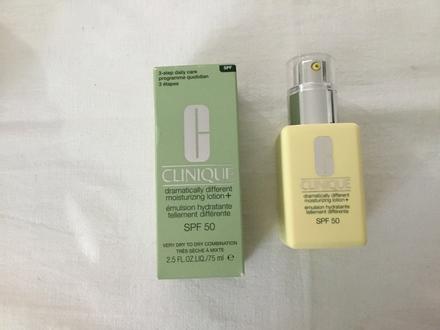 SPF
3-step daily care
programme quotidien
3 étapes
CLINIQUE
dramatically different
moisturizing lotion+
émulsion hydratante
tellement différente
SPF 50
VERY DRY TO DRY COMBINATION
TRÈS SÈCHE À MIXTE
2.5 FL.OZ.LIQ./75 ml e
CLINIQUE
dramatically different
moisturizing lotion+
émulsion hydratante
tellement différente
SPF 50